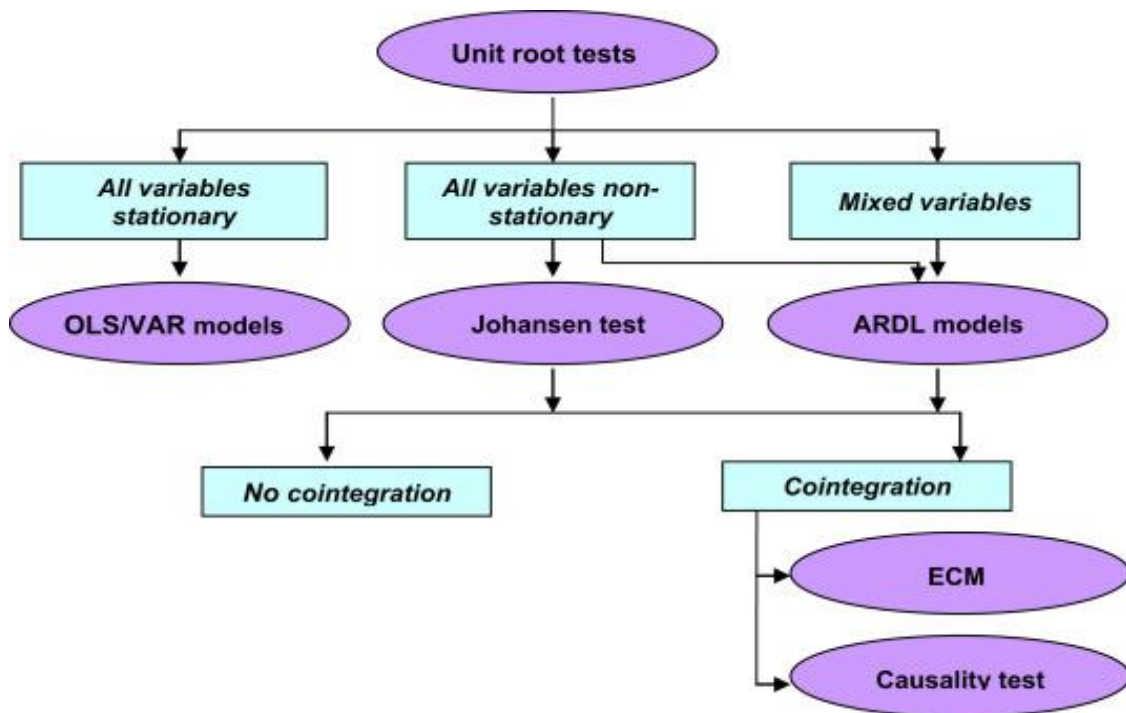 Unit root tests
All variables
stationary
All variables non-
stationary
Mixed variables
OLS/VAR models
Johansen test
ARDL models
No cointegration
Cointegration
ECM
Causality test